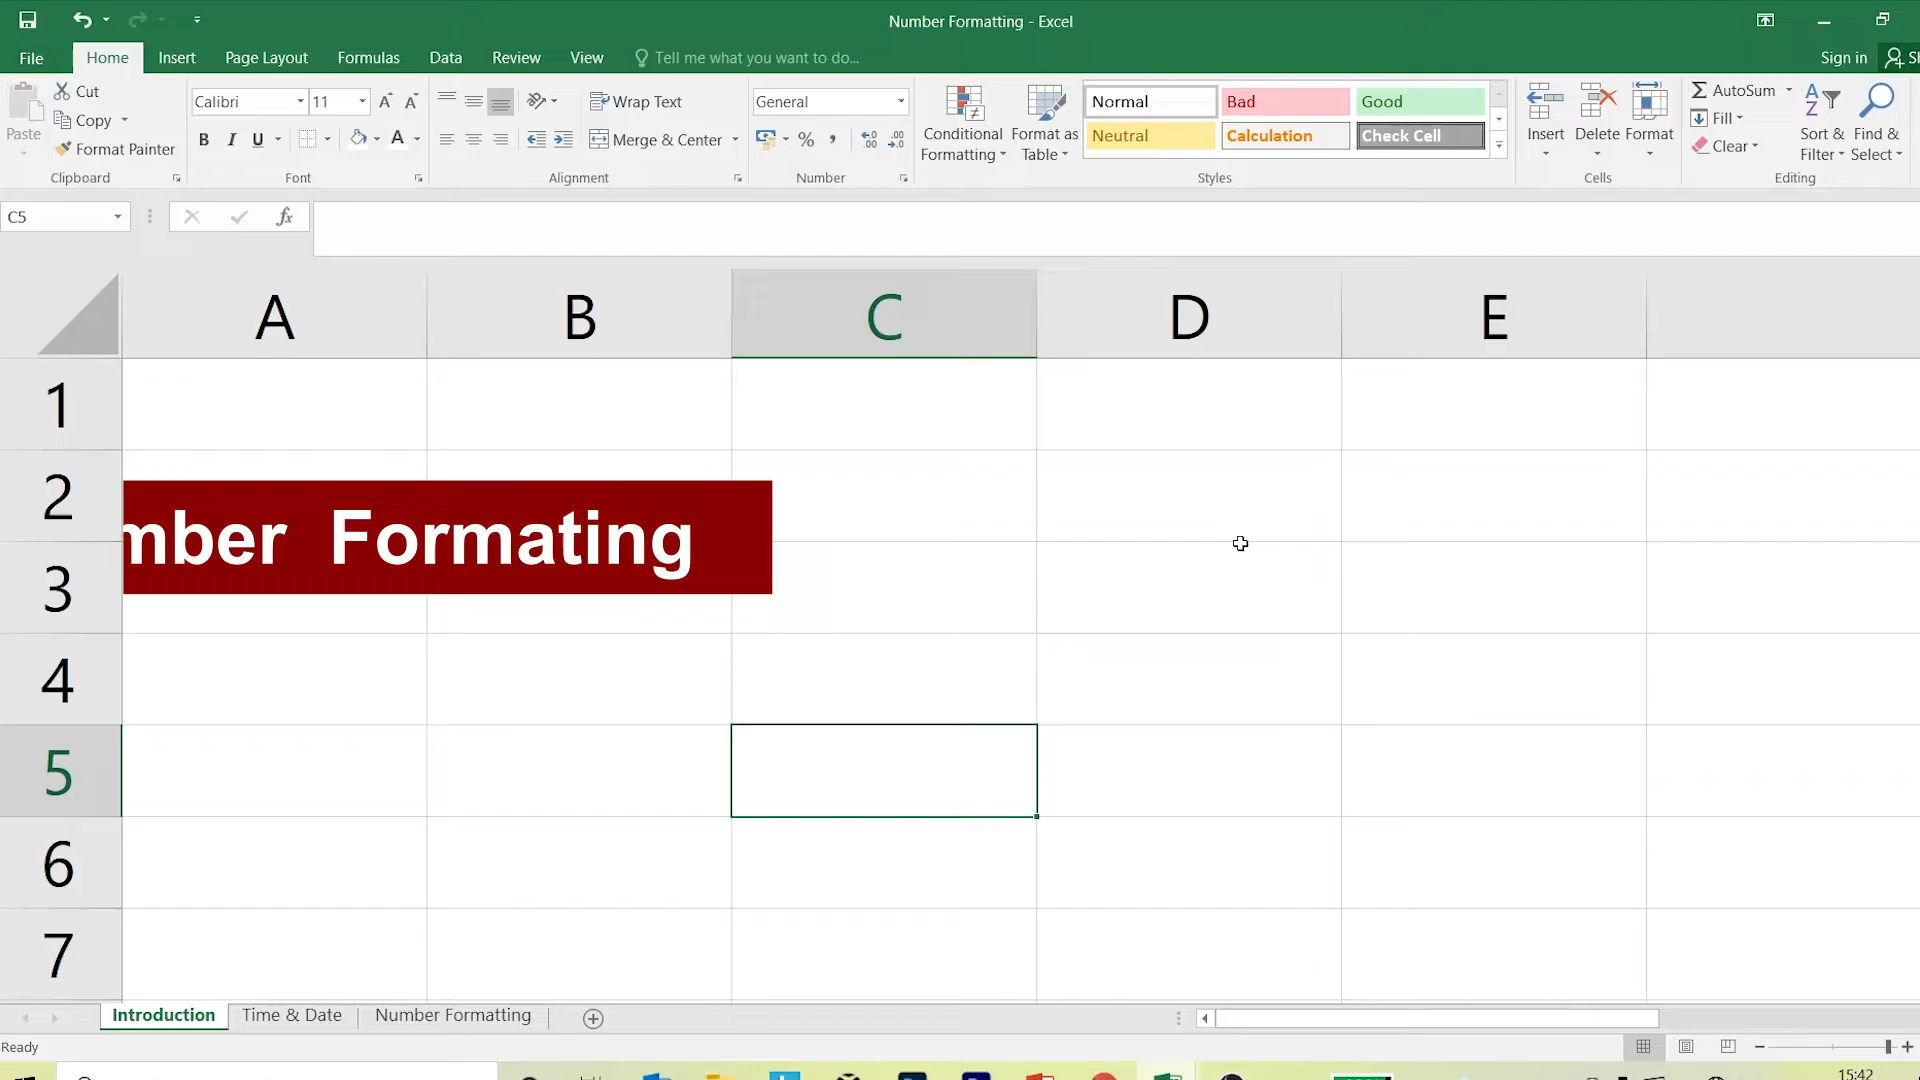 Number Formatting - Excel
File Home Insert Page Layout Formulas Data Review View Tell me what you want to do... Sign in
Paste
Cut
Copy
Format Painter
Clipboard
Calibri 11
B I U A
Font
Wrap Text
Merge & Center
Alignment
General
%
Number
Conditional Formatting
Format as Table
Normal Bad Good
Neutral Calculation Check Cell
Styles
Insert Delete Format
Cells
AutoSum
Fill
Clear
Sort & Filter
Find & Select
Editing
C5
fx
A B C D E
1
2
mber Formating
3
4
5
6
7
Introduction Time & Date Number Formatting
Ready
15:42